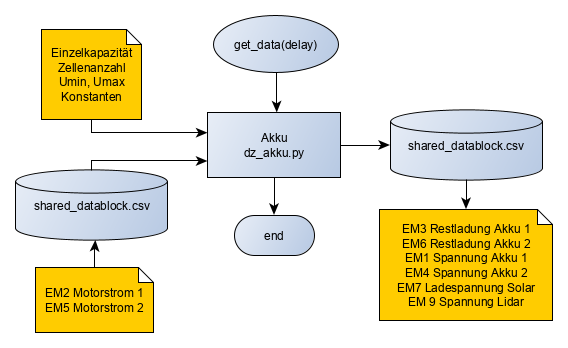 Einzelkapazität
Zellenanzahl
Umin, Umax
Konstanten
get_data(delay)
Akku
dz_akku.py
shared_datablock.csv
shared_datablock.csv
end
EM2 Motorstrom 1
EM5 Motorstrom 2
EM3 Restladung Akku 1
EM6 Restladung Akku 2
EM1 Spannung Akku 1
EM4 Spannung Akku 2
EM7 Ladespannung Solar
EM 9 Spannung Lidar